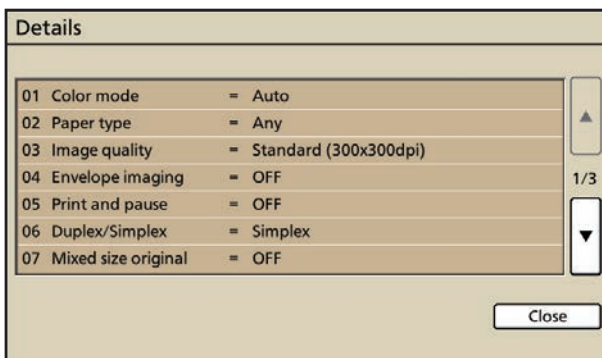 Details
01 Color mode = Auto
02 Paper type = Any
03 Image quality = Standard (300x300dpi)
04 Envelope imaging = OFF
1/3
05 Print and pause = OFF
06 Duplex/Simplex = Simplex
07 Mixed size original = OFF
Close